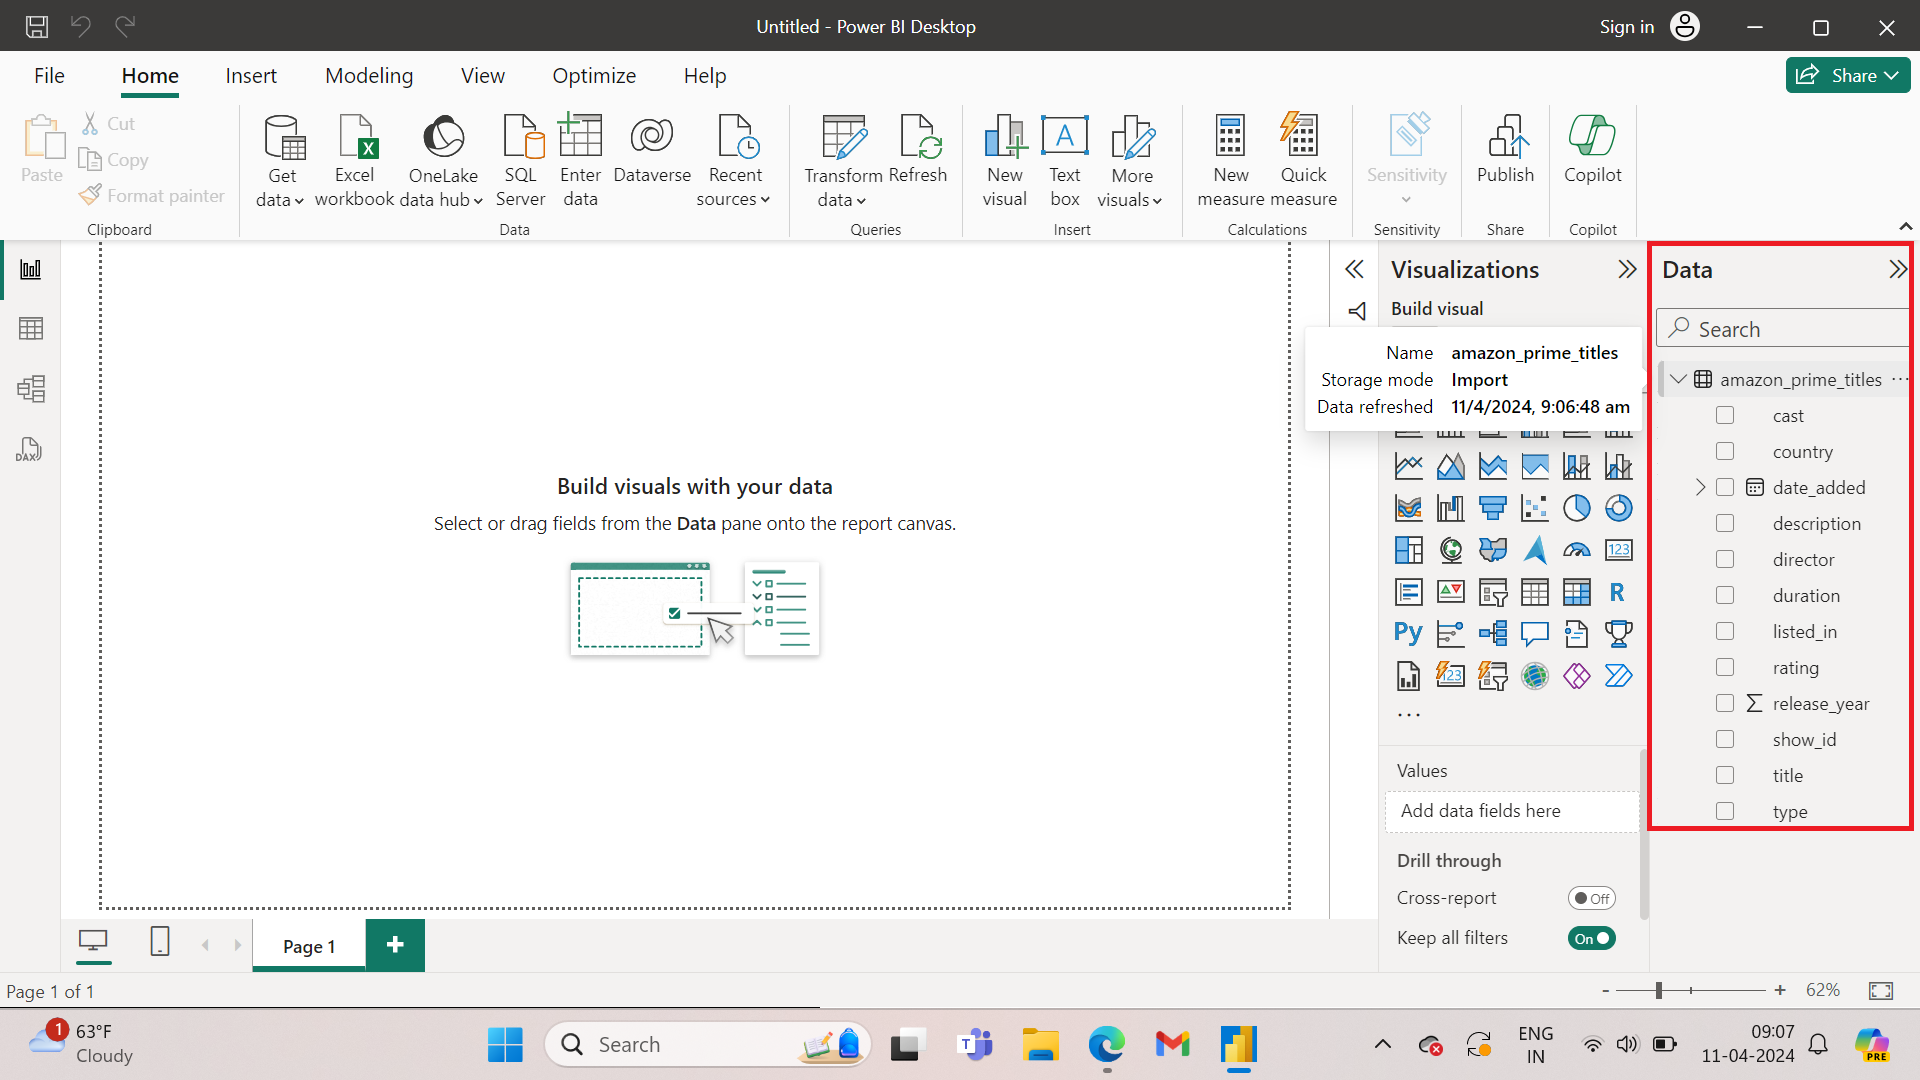 Untitled - Power BI Desktop
Sign in
File Home Insert Modeling View Optimize Help
Share
Paste
Cut
Copy
Format painter
Clipboard
Get data
Excel workbook
OneLake data hub
SQL Server
Enter data
Dataverse
Recent sources
Data
Transform data
Refresh
Queries
New visual
Text box
A
More visuals
Insert
New measure
Quick measure
Calculations
Sensitivity
Sensitivity
Publish
Share
Copilot
Copilot
DAX
Build visuals with your data
Select or drag fields from the Data pane onto the report canvas.
Visualizations
Build visual
Name amazon_prime_titles
Storage mode Import
Data refreshed 11/4/2024, 9:06:48 am
123
R
Py
123
...
Values
Add data fields here
Drill through
Cross-report Off
Keep all filters On
Data
Search
amazon_prime_titles ...
cast
country
date_added
description
director
duration
listed_in
rating
release_year
show_id
title
type
Page 1
+
Page 1 of 1
- + 62%
1
63°F
Cloudy
Search
T
ENG
IN
09:07
11-04-2024
PRE